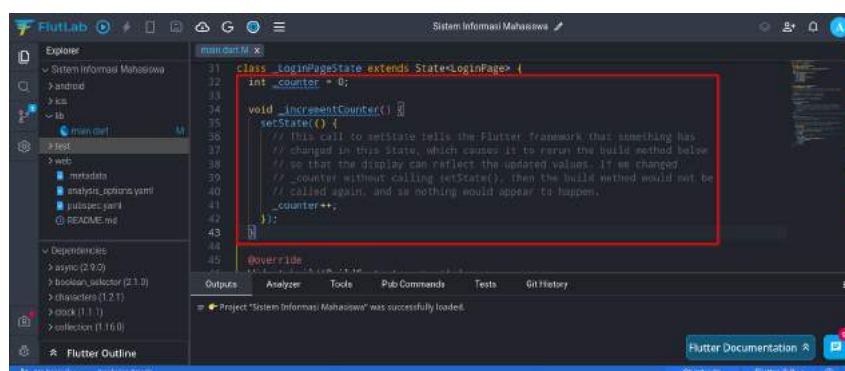 FlutLab
Sistem Informasi Mahasiswa
Explorer
main.dart M x
Sistem Informasi Mahasiswa
android
ios
lib
main.dart M
test
web
metadata
analysis_options.yaml
pubspec.yaml
README.md
Dependencies
async (2.9.0)
boolean_selector (2.1.0)
characters (1.2.1)
clock (1.1.1)
collection (1.16.0)
Flutter Outline
31 class _LoginPageState extends State<LoginPage> {
32 int _counter = 0;
33
34 void _incrementCounter() {
35 setState(() {
36 // This call to setState tells the Flutter framework that something has
37 // changed in this State, which causes it to rerun the build method below
38 // so that the display can reflect the updated values. If we changed
39 // _counter without calling setState(), then the build method would not be
40 // called again, and so nothing would appear to happen.
41 _counter++;
42 });
43 }
44
45 @override
Outputs Analyzer Tools Pub Commands Tests Git History
Project "Sistem Informasi Mahasiswa" was successfully loaded.
Flutter Documentation